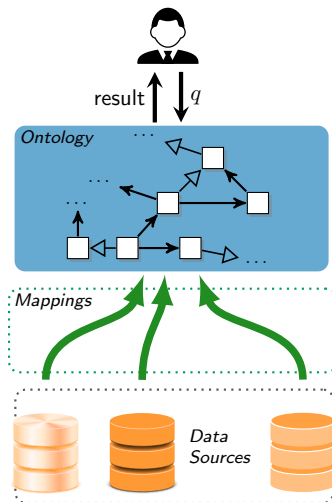 result
q
Ontology
...
...
...
...
Mappings
Data
Sources